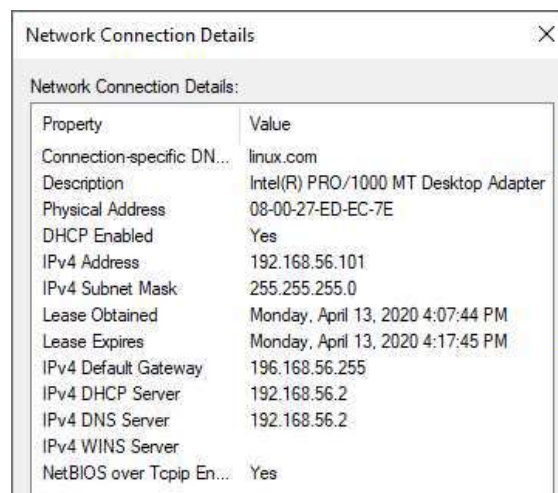 Network Connection Details
Network Connection Details:
Property Value
Connection-specific DN... linux.com
Description Intel(R) PRO/1000 MT Desktop Adapter
Physical Address 08-00-27-ED-EC-7E
DHCP Enabled Yes
IPv4 Address 192.168.56.101
IPv4 Subnet Mask 255.255.255.0
Lease Obtained Monday, April 13, 2020 4:07:44 PM
Lease Expires Monday, April 13, 2020 4:17:45 PM
IPv4 Default Gateway 196.168.56.255
IPv4 DHCP Server 192.168.56.2
IPv4 DNS Server 192.168.56.2
IPv4 WINS Server
NetBIOS over Tcpip En... Yes